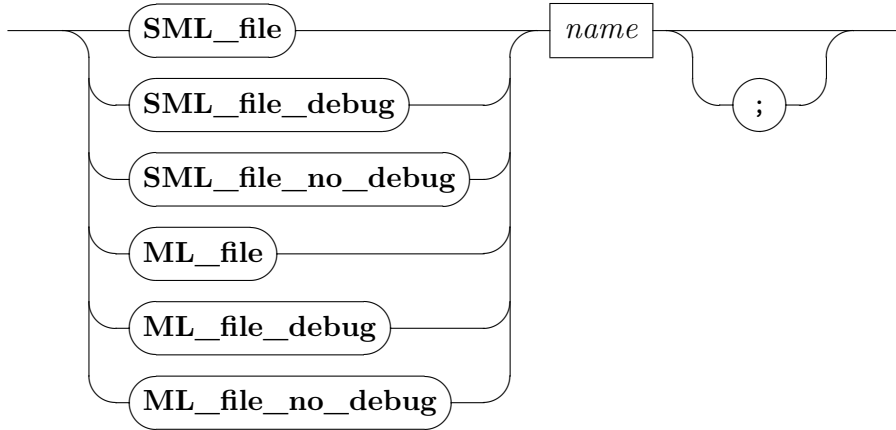 SML_file name
SML_file_debug ;
SML_file_no_debug
ML_file
ML_file_debug
ML_file_no_debug